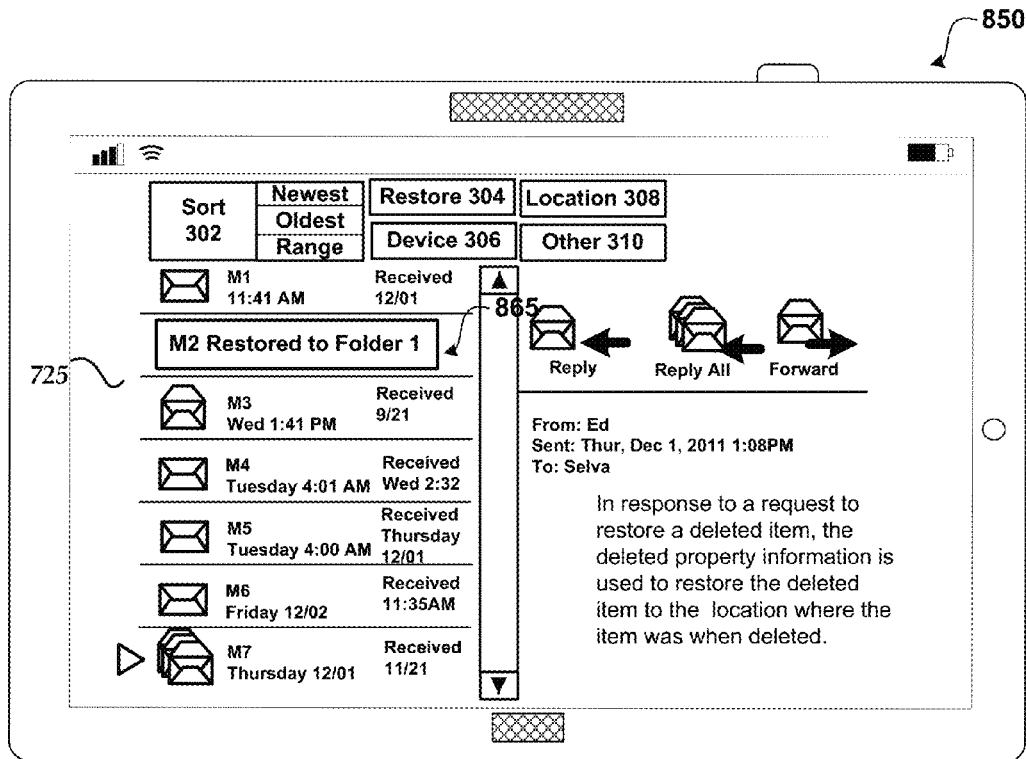 850
Sort
302
Newest
Oldest
Range
Restore 304
Location 308
Device 306
Other 310
M1
11:41 AM
Received
12/01
865
M2 Restored to Folder 1
725
M3
Wed 1:41 PM
Received
9/21
M4
Tuesday 4:01 AM
Received
Wed 2:32
M5
Tuesday 4:00 AM
Received
Thursday
12/01
M6
Friday 12/02
Received
11:35AM
M7
Thursday 12/01
Received
11/21
Reply
Reply All
Forward
From: Ed
Sent: Thur, Dec 1, 2011 1:08PM
To: Selva
In response to a request to
restore a deleted item, the
deleted property information is
used to restore the deleted
item to the location where the
item was when deleted.